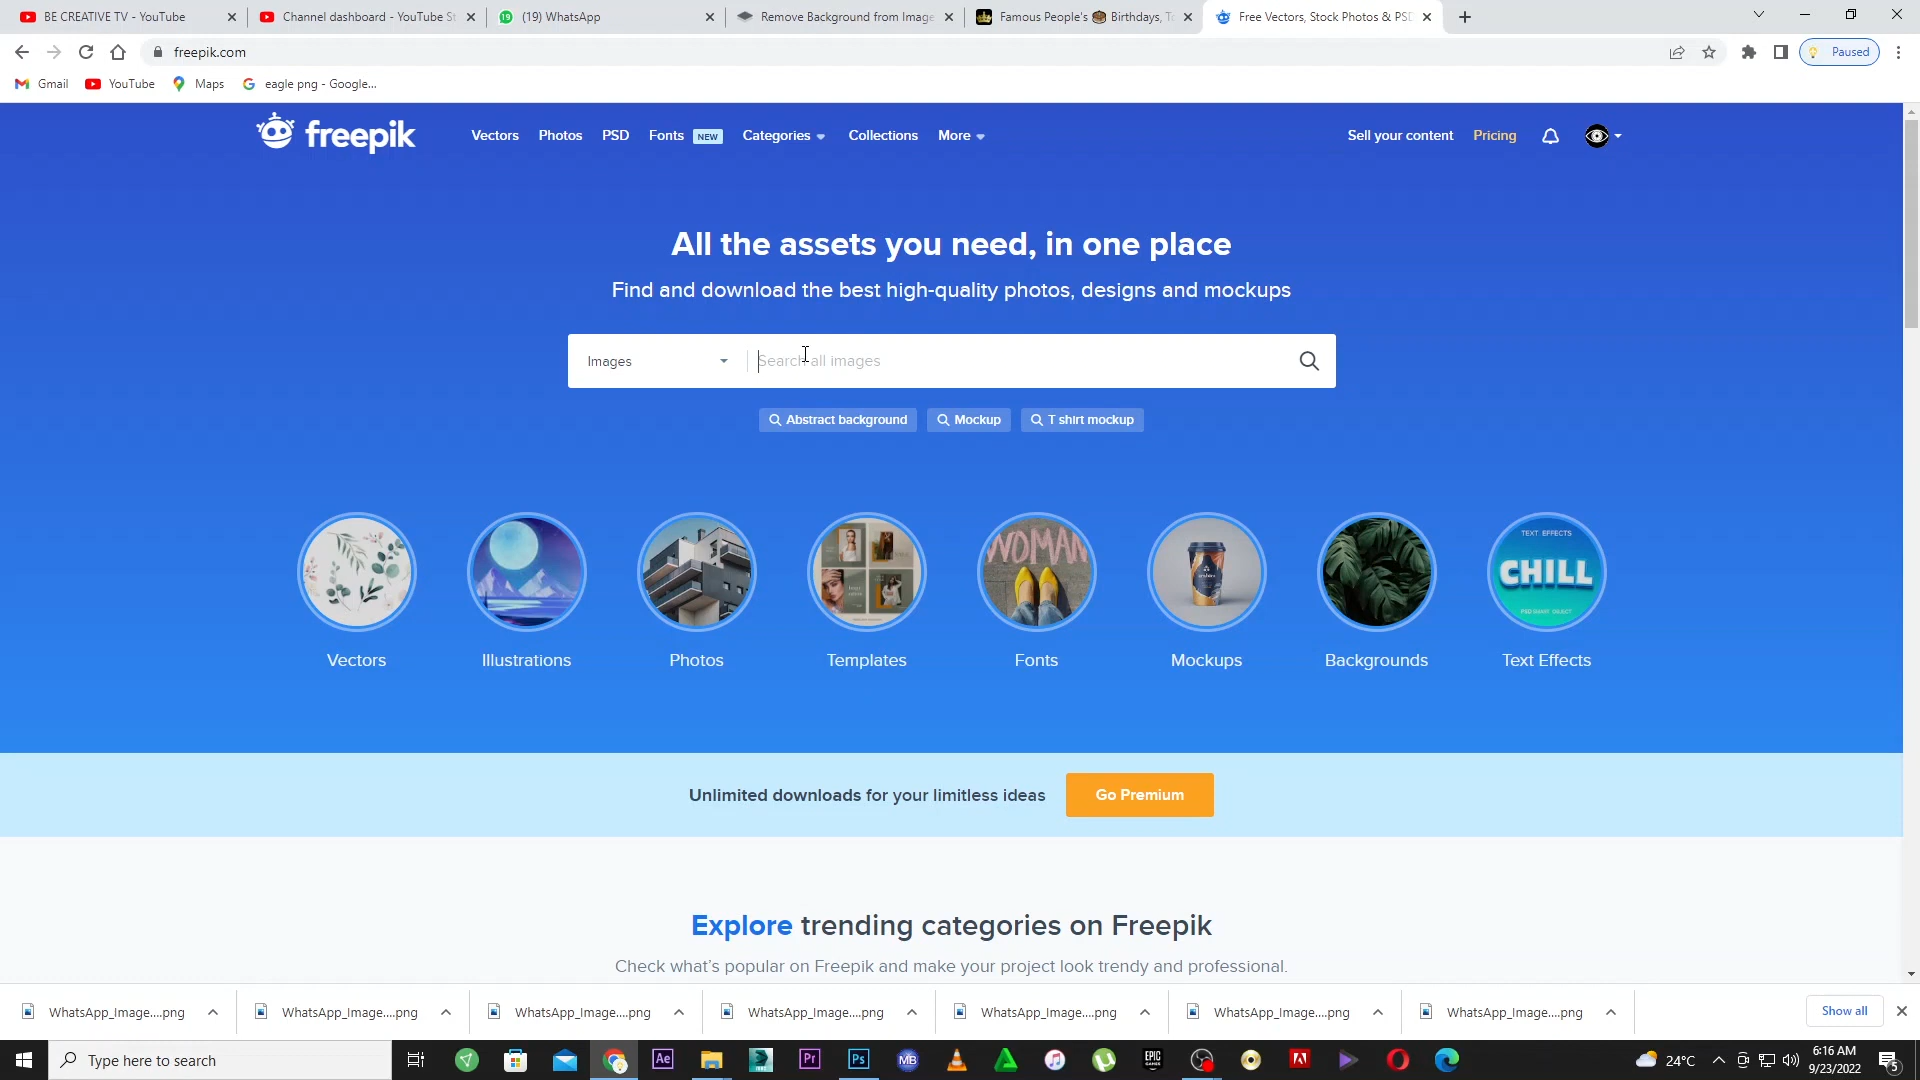 BE CREATIVE TV - YouTube
Channel dashboard - YouTube St
(19) WhatsApp
Remove Background from Image
Famous People's Birthdays, To
Free Vectors, Stock Photos & PSD
freepik.com
Paused
Gmail
YouTube
Maps
eagle png - Google...
freepik
Vectors
Photos
PSD
Fonts NEW
Categories
Collections
More
Sell your content
Pricing
All the assets you need, in one place
Find and download the best high-quality photos, designs and mockups
Images
Search all images
Abstract background
Mockup
T shirt mockup
WOMAN
TEXT EFFECTS
CHILL
PSD SMART OBJECT
Vectors
Illustrations
Photos
Templates
Fonts
Mockups
Backgrounds
Text Effects
Unlimited downloads for your limitless ideas
Go Premium
Explore trending categories on Freepik
Check what's popular on Freepik and make your project look trendy and professional.
WhatsApp_Image....png
WhatsApp_Image....png
WhatsApp_Image....png
WhatsApp_Image....png
WhatsApp_Image....png
WhatsApp_Image....png
WhatsApp_Image....png
Show all
Type here to search
Ae
Pr
Ps
MB
EPIC
GAMES
24°C
6:16 AM
9/23/2022
5